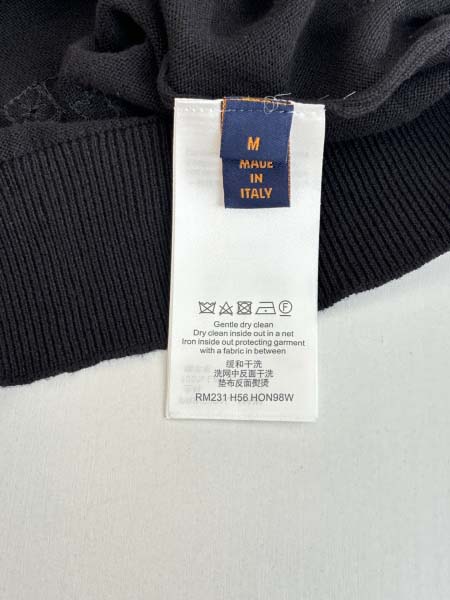 M
MADE
IN
ITALY
Gentle dry clean
Dry clean inside out in a net
Iron inside out protecting garment
with a fabric in between
缓和干洗
洗网中反面干洗
垫布反面熨烫
RM231 H56 HON98W